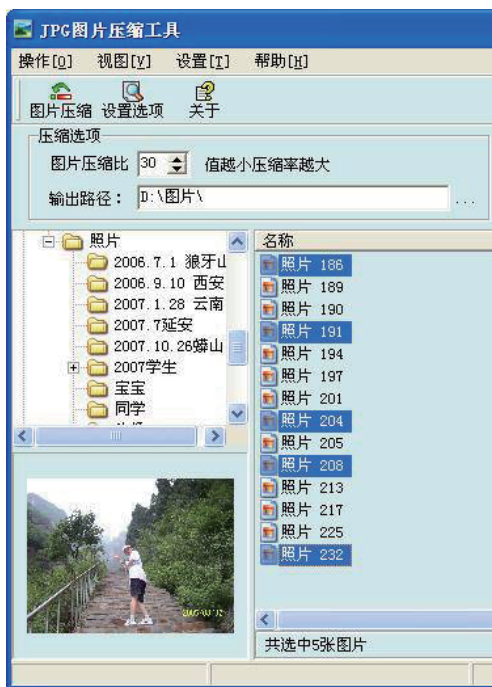 JPG图片压缩工具
操作[O] 视图[V] 设置[T] 帮助[H]
图片压缩 设置选项 关于
压缩选项
图片压缩比 30 值越小压缩率越大
输出路径： D:\图片\ ...
照片
2006.7.1 狼牙山
2006.9.10 西安
2007.1.28 云南
2007.7延安
2007.10.26蟒山
2007学生
宝宝
同学
名称
照片 186
照片 189
照片 190
照片 191
照片 194
照片 197
照片 201
照片 204
照片 205
照片 208
照片 213
照片 217
照片 225
照片 232
共选中5张图片